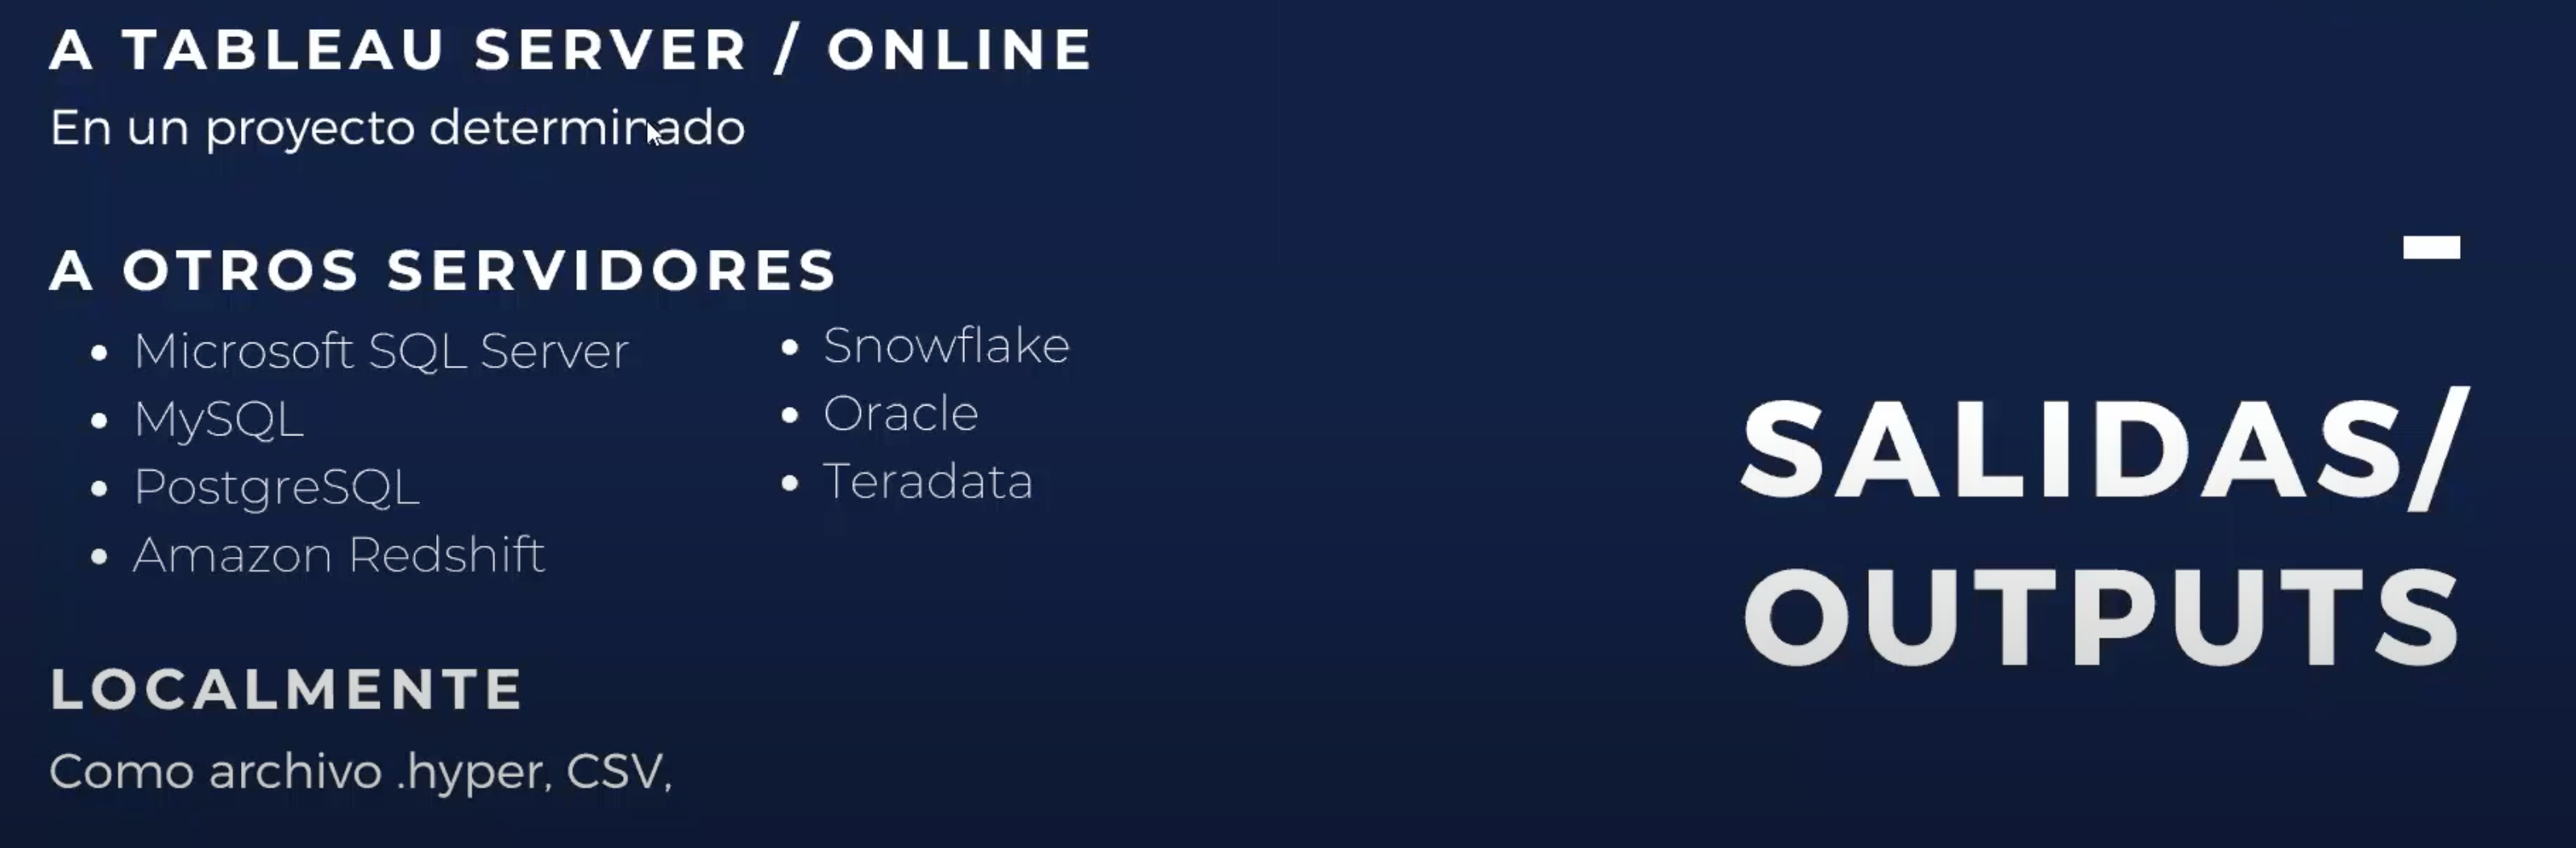 A TABLEAU SERVER / ONLINE
En un proyecto determinado
A OTROS SERVIDORES
Microsoft SQL Server
MySQL
PostgreSQL
Amazon Redshift
Snowflake
Oracle
Teradata
LOCALMENTE
Como archivo .hyper, CSV,
SALIDAS/
OUTPUTS